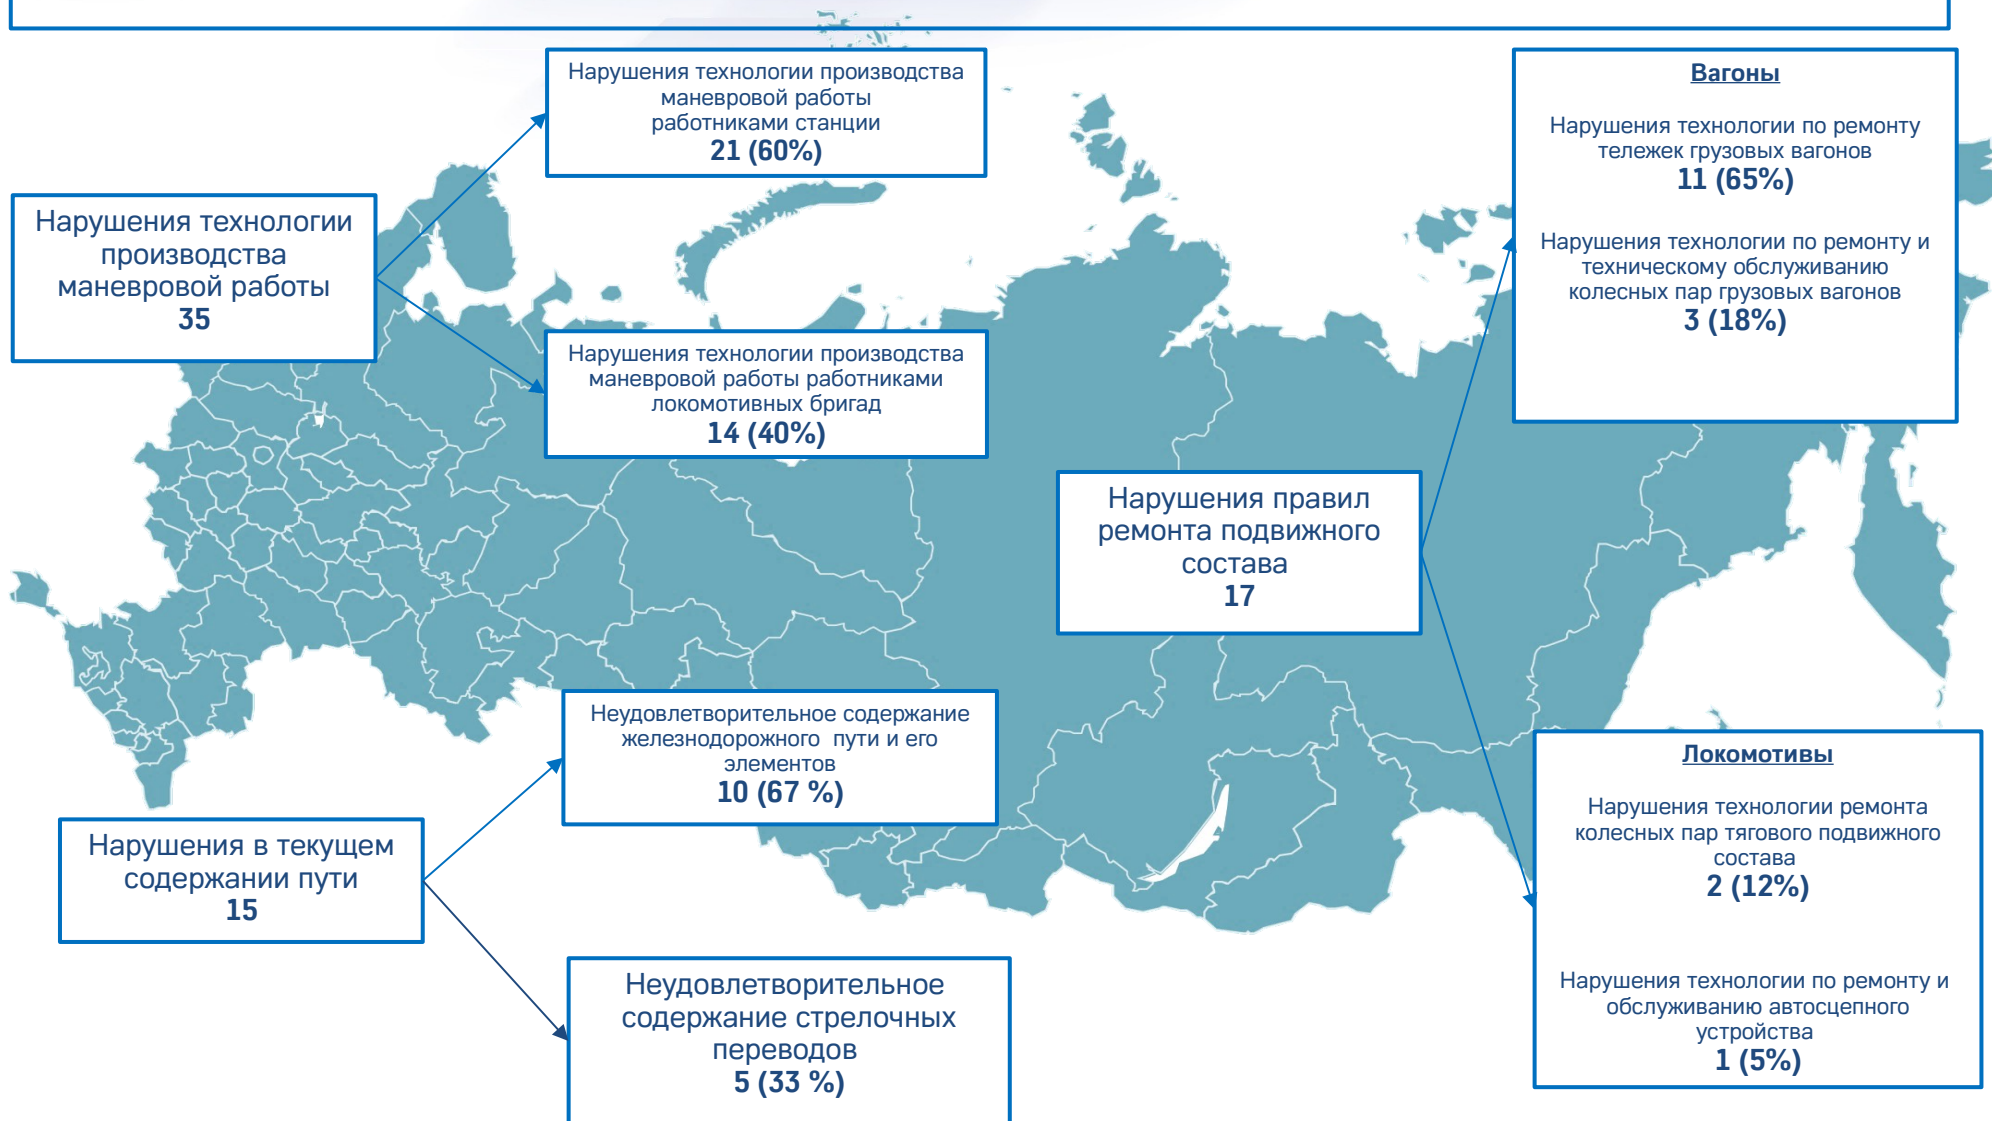 Нарушения технологии производства
маневровой работы
работниками станции
21 (60%)
Нарушения технологии
производства
маневровой работы
35
Нарушения технологии производства
маневровой работы работниками
локомотивных бригад
14 (40%)
Вагоны
Нарушения технологии по ремонту
тележек грузовых вагонов
11 (65%)
Нарушения технологии по ремонту и
техническому обслуживанию
колесных пар грузовых вагонов
3 (18%)
Нарушения правил
ремонта подвижного
состава
17
Неудовлетворительное содержание
железнодорожного пути и его
элементов
10 (67 %)
Нарушения в текущем
содержании пути
15
Неудовлетворительное
содержание стрелочных
переводов
5 (33 %)
Локомотивы
Нарушения технологии ремонта
колесных пар тягового подвижного
состава
2 (12%)
Нарушения технологии по ремонту и
обслуживанию автосцепного
устройства
1 (5%)